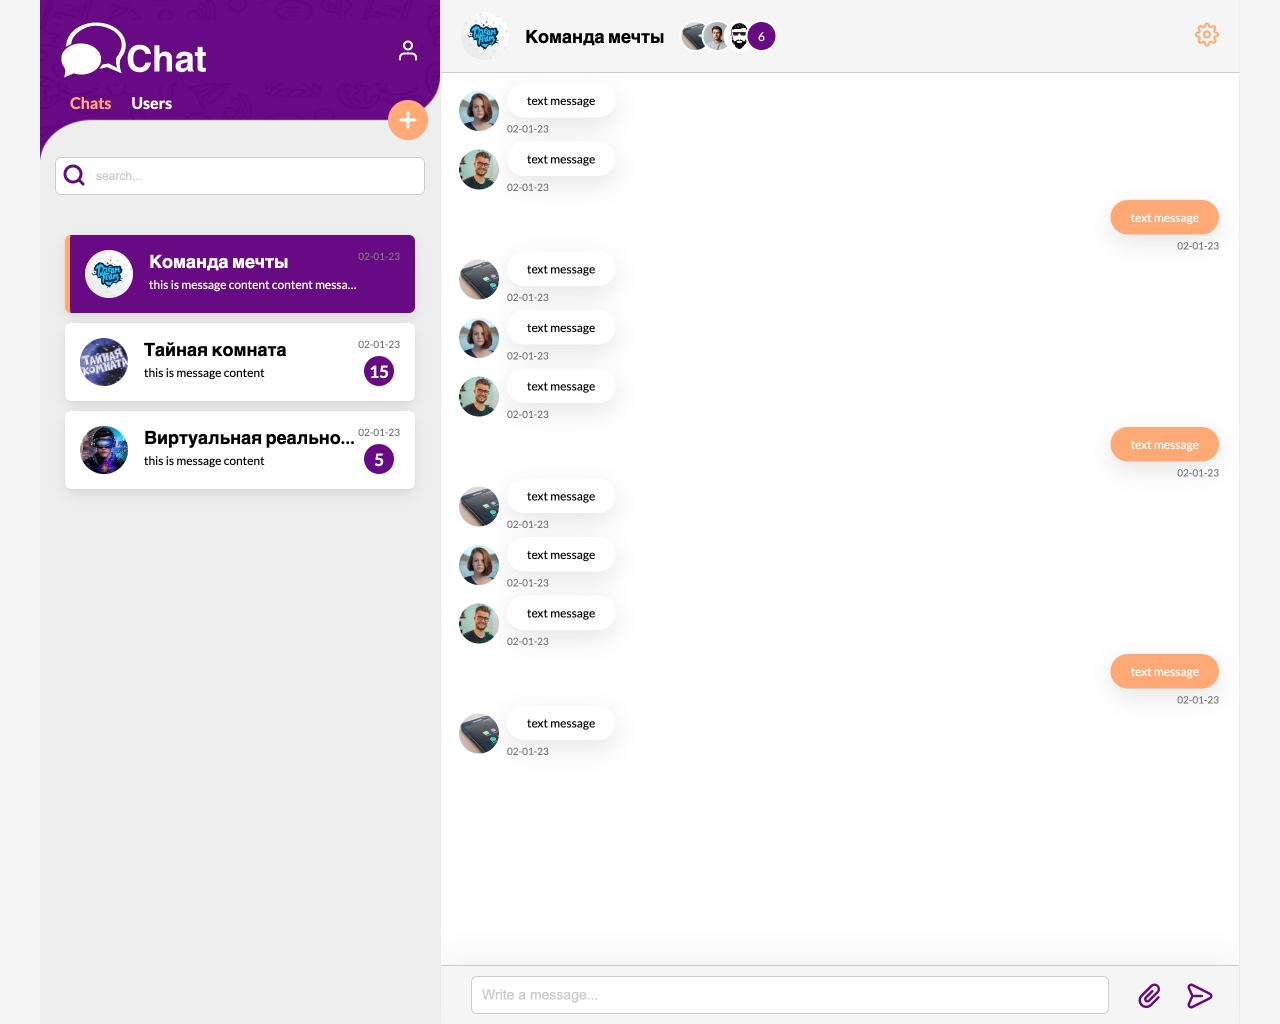 Chat
Chats Users
search...
Команда мечты
02-01-23
this is message content content messa...
Тайная комната
02-01-23
this is message content
15
ТАЙНАЯ
КОМНАТА
Виртуальная реально...
02-01-23
this is message content
5
Dream
Team
Команда мечты
6
text message
02-01-23
text message
02-01-23
text message
02-01-23
text message
02-01-23
text message
02-01-23
text message
02-01-23
text message
02-01-23
text message
02-01-23
text message
02-01-23
text message
02-01-23
text message
02-01-23
text message
02-01-23
Write a message...